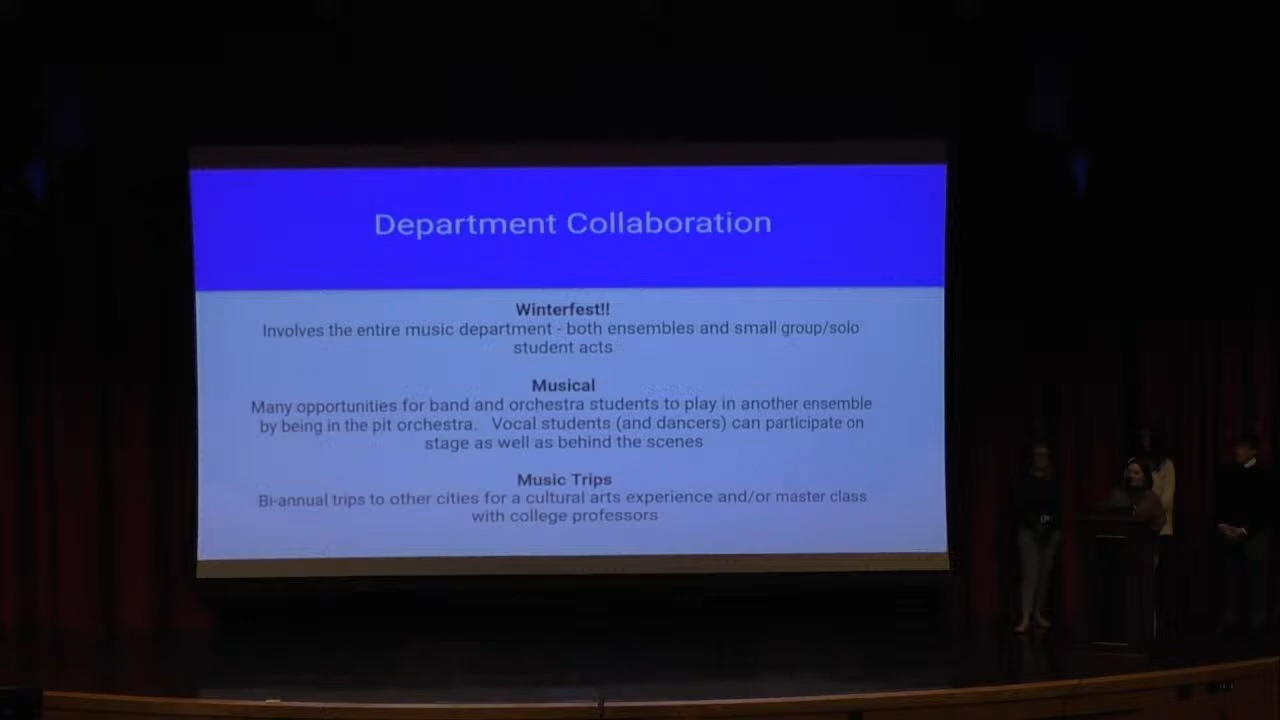 Department Collaboration
Winterfest!!
Involves the entire music department - both ensembles and small group/solo
student acts
Musical
Many opportunities for band and orchestra students to play in another ensemble
by being in the pit orchestra. Vocal students (and dancers) can participate on
stage as well as behind the scenes
Music Trips
Bi-annual trips to other cities for a cultural arts experience and/or master class
with college professors